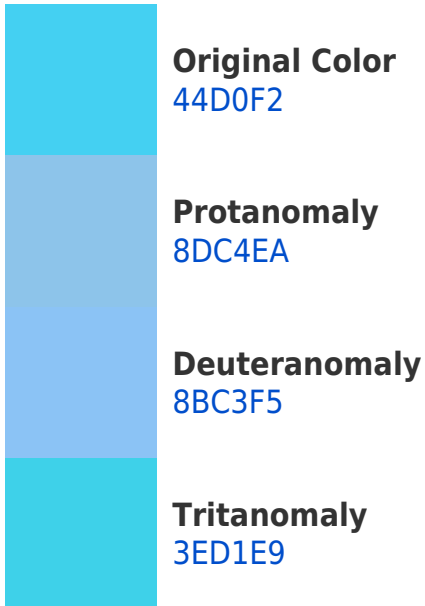 Original Color
44D0F2
Protanomaly
8DC4EA
Deuteranomaly
8BC3F5
Tritanomaly
3ED1E9